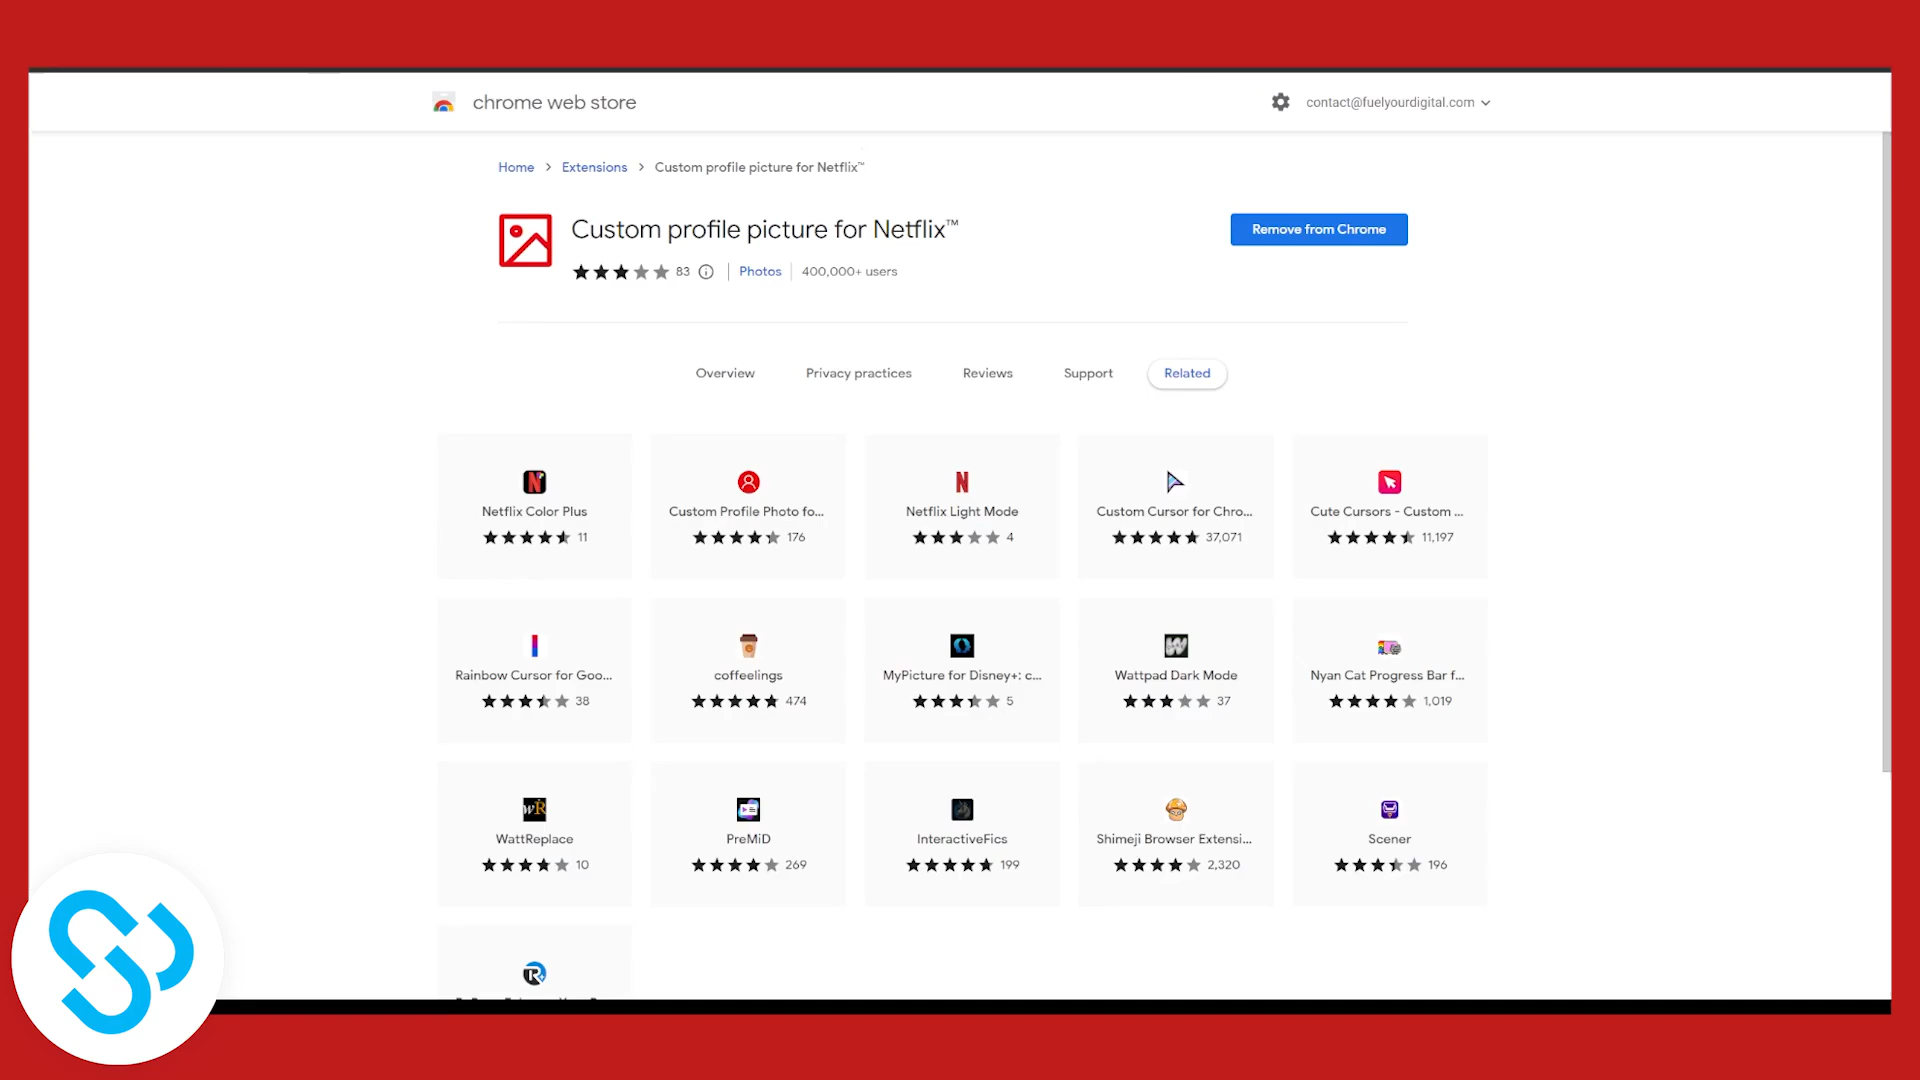 chrome web store
contact@fuelyourdigital.com
Home > Extensions > Custom profile picture for Netflix™
Custom profile picture for Netflix™
Remove from Chrome
83 Photos 400,000+ users
Overview Privacy practices Reviews Support Related
Netflix Color Plus
11
Custom Profile Photo fo...
176
Netflix Light Mode
4
Custom Cursor for Chro...
37,071
Cute Cursors - Custom ...
11,197
Rainbow Cursor for Goo...
38
coffeelings
474
MyPicture for Disney+: c...
5
Wattpad Dark Mode
37
Nyan Cat Progress Bar f...
1,019
WattReplace
10
PreMiD
269
InteractiveFics
199
Shimeji Browser Extensi...
2,320
Scener
196